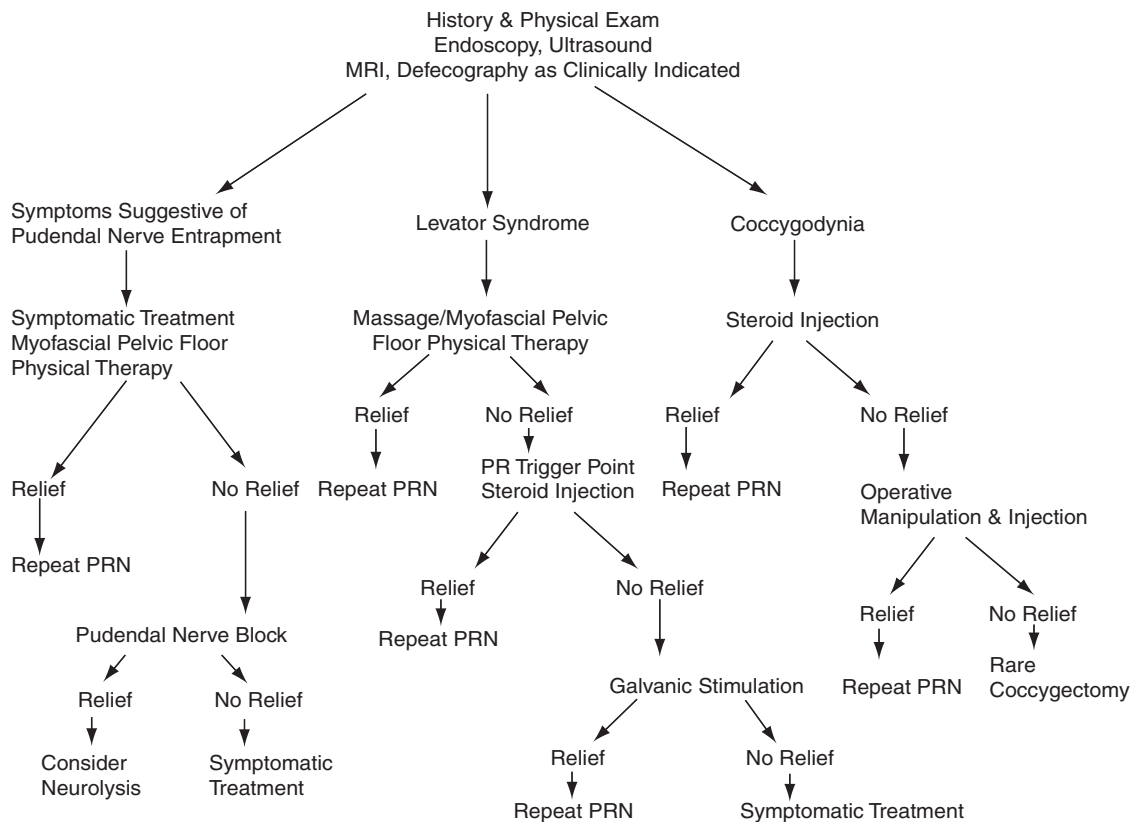 History & Physical Exam
Endoscopy, Ultrasound
MRI, Defecography as Clinically Indicated
Symptoms Suggestive of
Pudendal Nerve Entrapment
Levator Syndrome
Coccygodynia
Symptomatic Treatment
Myofascial Pelvic Floor
Physical Therapy
Massage/Myofascial Pelvic
Floor Physical Therapy
Steroid Injection
Relief
No Relief
Relief
No Relief
PR Trigger Point
Steroid Injection
Relief
No Relief
Repeat PRN
Repeat PRN
Operative
Manipulation & Injection
Repeat PRN
Relief
No Relief
Relief
No Relief
Pudendal Nerve Block
Repeat PRN
Repeat PRN
Rare
Coccygectomy
Relief
No Relief
Galvanic Stimulation
Consider
Neurolysis
Symptomatic
Treatment
Relief
No Relief
Repeat PRN
Symptomatic Treatment